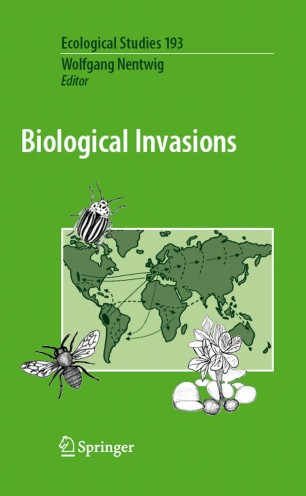 Ecological Studies 193
Wolfgang Nentwig
Editor
Biological Invasions
Springer